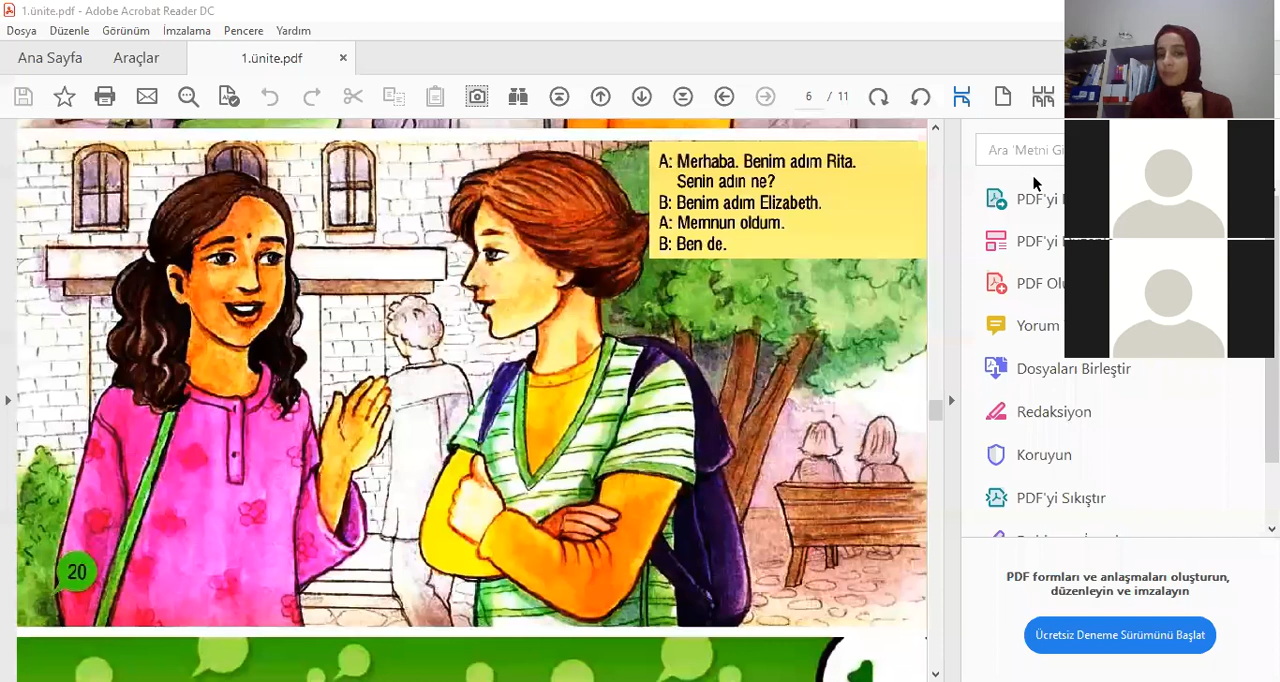 1.ünite.pdf - Adobe Acrobat Reader DC
Dosya Düzenle Görünüm İmzalama Pencere Yardım
Ana Sayfa Araçlar 1.ünite.pdf ×
6 / 11
A: Merhaba. Benim adım Rita.
Senin adın ne?
B: Benim adım Elizabeth.
A: Memnun oldum.
B: Ben de.
20
Ara 'Metni
PDF'yi
PDF'yi
PDF
Yorum
Dosyaları Birleştir
Redaksiyon
Koruyun
PDF'yi Sıkıştır
PDF formları ve anlaşmaları oluşturun,
düzenleyin ve imzalayın
Ücretsiz Deneme Sürümünü Başlat
1